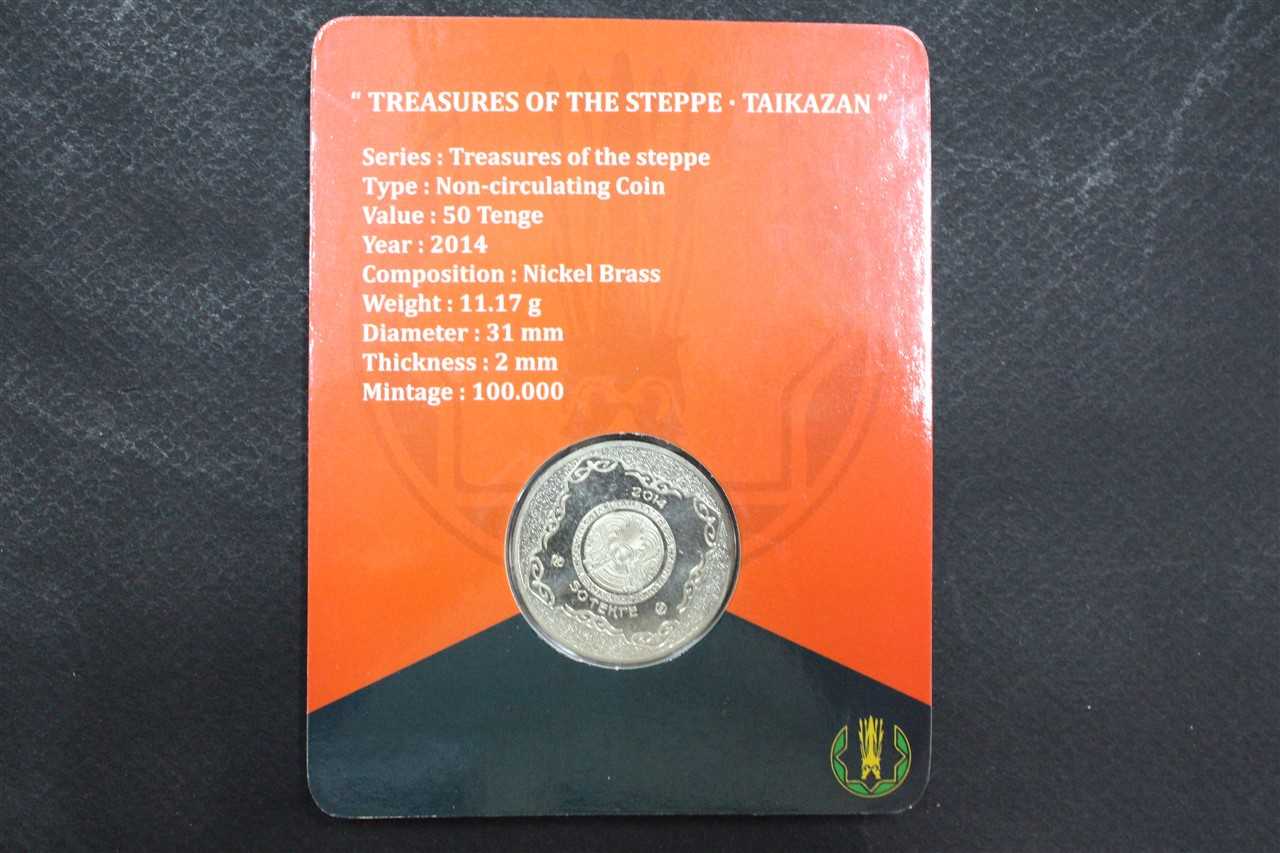 “ TREASURES OF THE STEPPE · TAIKAZAN ”
Series : Treasures of the steppe
Type : Non-circulating Coin
Value : 50 Tenge
Year : 2014
Composition : Nickel Brass
Weight : 11.17 g
Diameter : 31 mm
Thickness : 2 mm
Mintage : 100.000
2014
50 ТЕҢГЕ